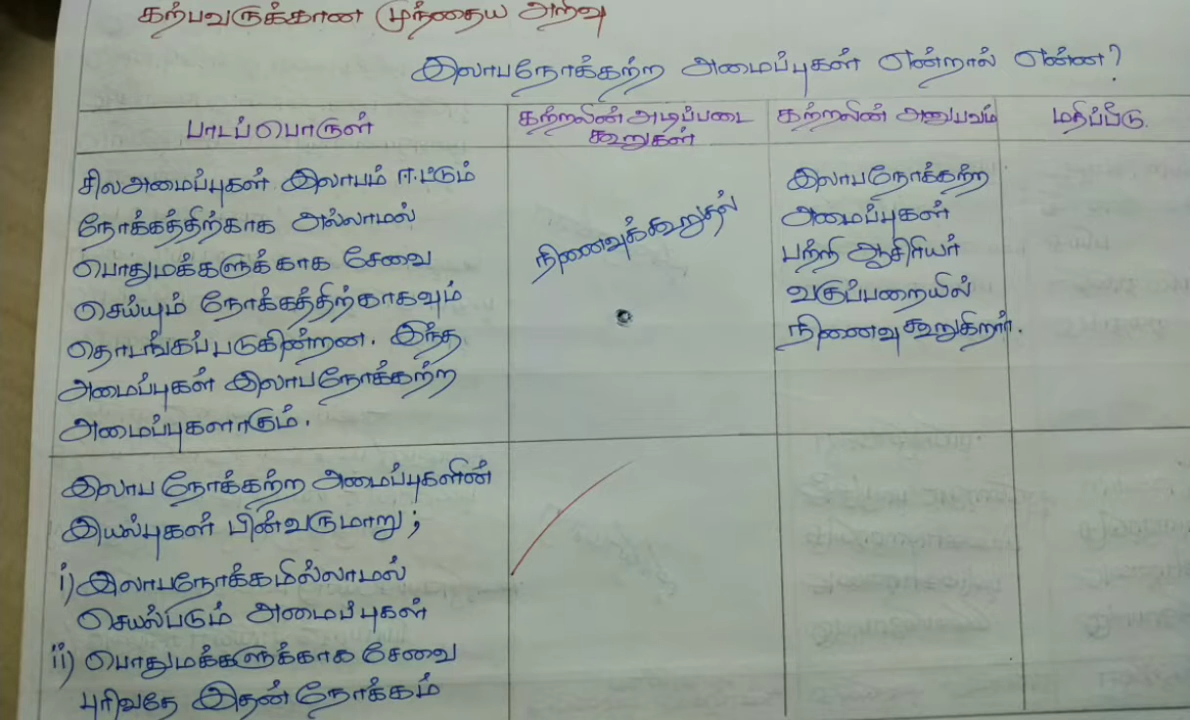 கற்பவருக்கான முந்தைய அறிவு
இலாபநோக்கற்ற அமைப்புகள் என்றால் என்ன?
பாடப்பொருள்
கற்றலின் அடிப்படை
கூறுகள்
கற்றலின் அனுபவம்
மதிப்பீடு.
சில அமைப்புகள் இலாபம் ஈட்டும்
நோக்கத்திற்காக அல்லாமல்
பொதுமக்களுக்காக சேவை
செய்யும் நோக்கத்திற்காகவும்
தொடங்கப்படுகின்றன. இந்த
அமைப்புகள் இலாபநோக்கற்ற
அமைப்புகளாகும்.
நினைவுக்கூறுதல்
இலாபநோக்கற்ற
அமைப்புகள்
பற்றி ஆசிரியர்
வகுப்பறையில்
நினைவு கூறுகிறார்.
இலாப நோக்கற்ற அமைப்புகளின்
இயல்புகள் பின்வருமாறு;
i) இலாபநோக்கமில்லாமல்
செயல்படும் அமைப்புகள்
ii) பொதுமக்களுக்காக சேவை
புரிவதே இதன் நோக்கம்